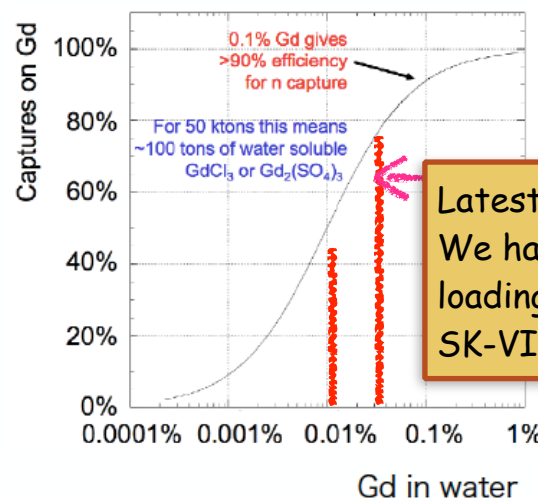 Captures on Gd
100%
80%
60%
40%
20%
0%
0.1% Gd gives
>90% efficiency
for n capture
For 50 ktons this means
~100 tons of water soluble
GdCl₃ or Gd₂(SO₄)₃
Latest
We ha
loading
SK-VI
0.0001% 0.001% 0.01% 0.1% 1%
Gd in water